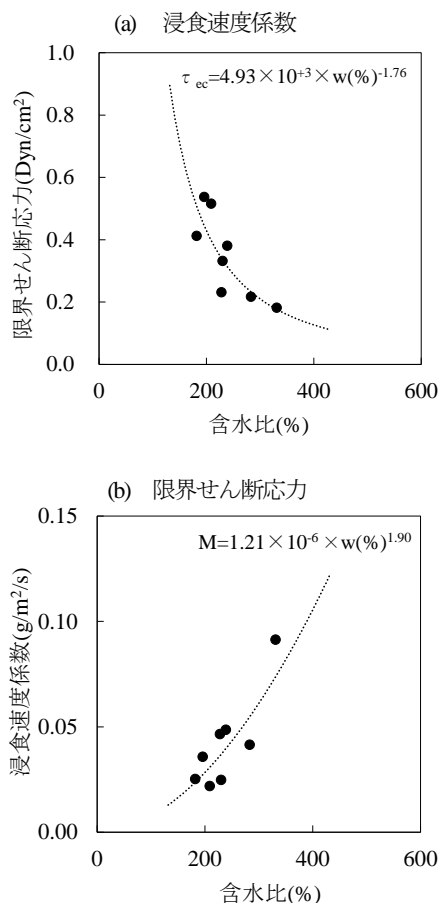 (a) 浸食速度係数
τ ec=4.93×10+3×w(%)-1.76
限界せん断応力(Dyn/cm2)
1.0
0.8
0.6
0.4
0.2
0.0
0 200 400 600
含水比(%)
(b) 限界せん断応力
M=1.21×10-6×w(%)1.90
浸食速度係数(g/m2/s)
0.15
0.10
0.05
0.00
0 200 400 600
含水比(%)